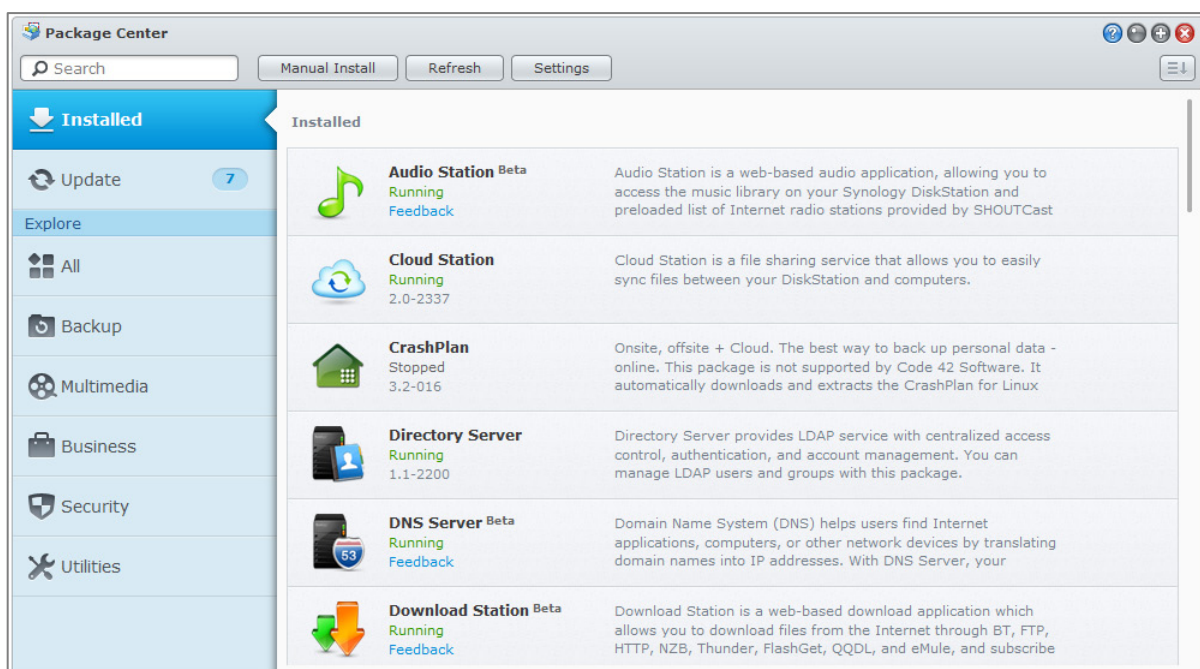 Package Center
Search
Manual Install
Refresh
Settings
Installed
Update
7
Explore
All
Backup
Multimedia
Business
Security
Utilities
Installed
Audio Station Beta
Running
Feedback
Audio Station is a web-based audio application, allowing you to
access the music library on your Synology DiskStation and
preloaded list of Internet radio stations provided by SHOUTCast
Cloud Station
Running
2.0-2337
Cloud Station is a file sharing service that allows you to easily
sync files between your DiskStation and computers.
CrashPlan
Stopped
3.2-016
Onsite, offsite + Cloud. The best way to back up personal data -
online. This package is not supported by Code 42 Software. It
automatically downloads and extracts the CrashPlan for Linux
Directory Server
Running
1.1-2200
Directory Server provides LDAP service with centralized access
control, authentication, and account management. You can
manage LDAP users and groups with this package.
53
DNS Server Beta
Running
Feedback
Domain Name System (DNS) helps users find Internet
applications, computers, or other network devices by translating
domain names into IP addresses. With DNS Server, your
Download Station Beta
Running
Feedback
Download Station is a web-based download application which
allows you to download files from the Internet through BT, FTP,
HTTP, NZB, Thunder, FlashGet, QQDL, and eMule, and subscribe